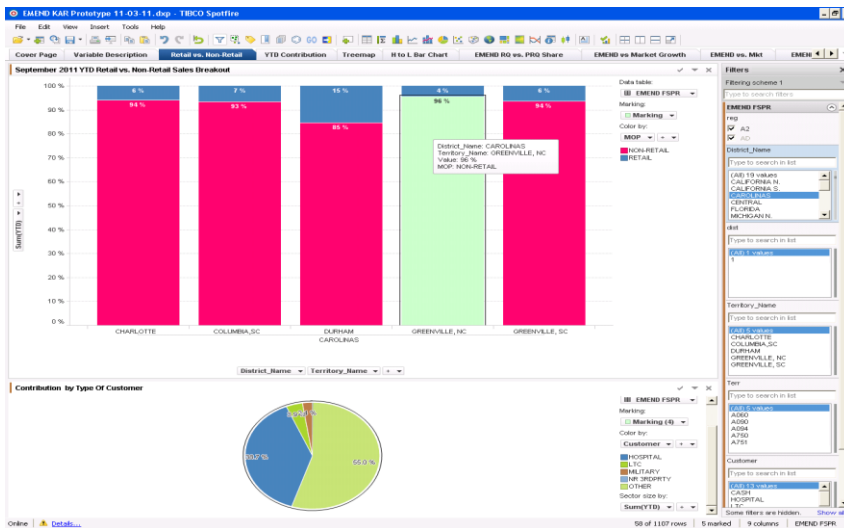 EMEND KAR Prototype 11-03-11.dxp - TIBCO Spotfire
File Edit View Insert Tools Help
Cover Page Variable Description Retail vs. Non-Retail YTD Contribution Treemap H to L Bar Chart EMEND RQ vs. PRQ Share EMEND vs Market Growth EMEND vs. Mkt EMEN
September 2011 YTD Retail vs. Non-Retail Sales Breakout
100 %
90 %
80 %
70 %
60 %
50 %
40 %
30 %
20 %
10 %
0 %
Sum(YTD)
6 % 7 % 15 % 4 % 6 %
94 % 93 % 85 % 96 % 94 %
District_Name: CAROLINAS
Territory_Name: GREENVILLE, NC
Value: 96 %
MOP: NON-RETAIL
CHARLOTTE COLUMBIA,SC DURHAM GREENVILLE, NC GREENVILLE, SC
CAROLINAS
District_Name Territory_Name +
Data table:
EMEND FSPR
Marking:
Marking
Color by:
MOP +
NON-RETAIL
RETAIL
Contribution by Type Of Customer
55.0 %
EMEND FSPR
Marking:
Marking (4)
Color by:
Customer +
HOSPITAL
LTC
MILITARY
NR 3RDPRTY
OTHER
Sector size by:
Sum(YTD) +
Filters
Filtering scheme 1
Type to search filters
EMEND FSPR
reg
A2
AD
District_Name
Type to search in list
(All) 19 values
CALIFORNIA N.
CALIFORNIA S.
CAROLINAS
CENTRAL
FLORIDA
MICHIGAN N.
dist
Type to search in list
(All) 1 values
1
Territory_Name
Type to search in list
(All) 5 values
CHARLOTTE
COLUMBIA,SC
DURHAM
GREENVILLE, NC
GREENVILLE, SC
Terr
Type to search in list
(All) 5 values
A060
A090
A094
A750
A751
Customer
Type to search in list
(All) 13 values
CASH
HOSPITAL
LTC
Some filters are hidden. Show al
Online Details... 58 of 1107 rows 5 marked 9 columns EMEND FSPR